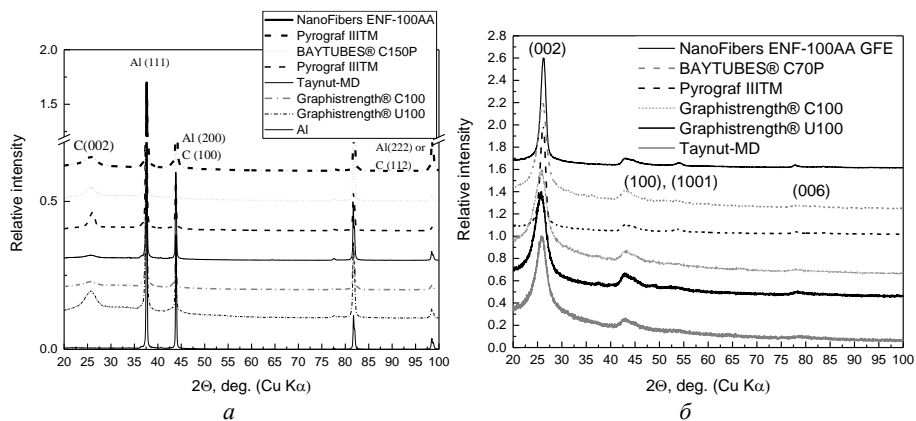 NanoFibers ENF-100AA
Pyrograf IIITM
BAYTUBES® C150P
Pyrograf IIITM
Taynut-MD
Graphistrength® C100
Graphistrength® U100
Al
2.0
1.5
0.5
0.0
Relative intensity
Al (111)
C(002)
Al (200)
C (100)
Al(222) or
C (112)
20 25 30 35 40 45 50 55 60 65 70 75 80 85 90 95 100
2Θ, deg. (Cu Kα)
а
(002)
NanoFibers ENF-100AA GFE
BAYTUBES® C70P
Pyrograf IIITM
Graphistrength® C100
Graphistrength® U100
Taynut-MD
(100), (1001)
(006)
2.8
2.6
2.4
2.2
2.0
1.8
1.6
1.4
1.2
1.0
0.8
0.6
0.4
0.2
0.0
Relative intensity
20 25 30 35 40 45 50 55 60 65 70 75 80 85 90 95 100
2Θ, deg. (Cu Kα)
б